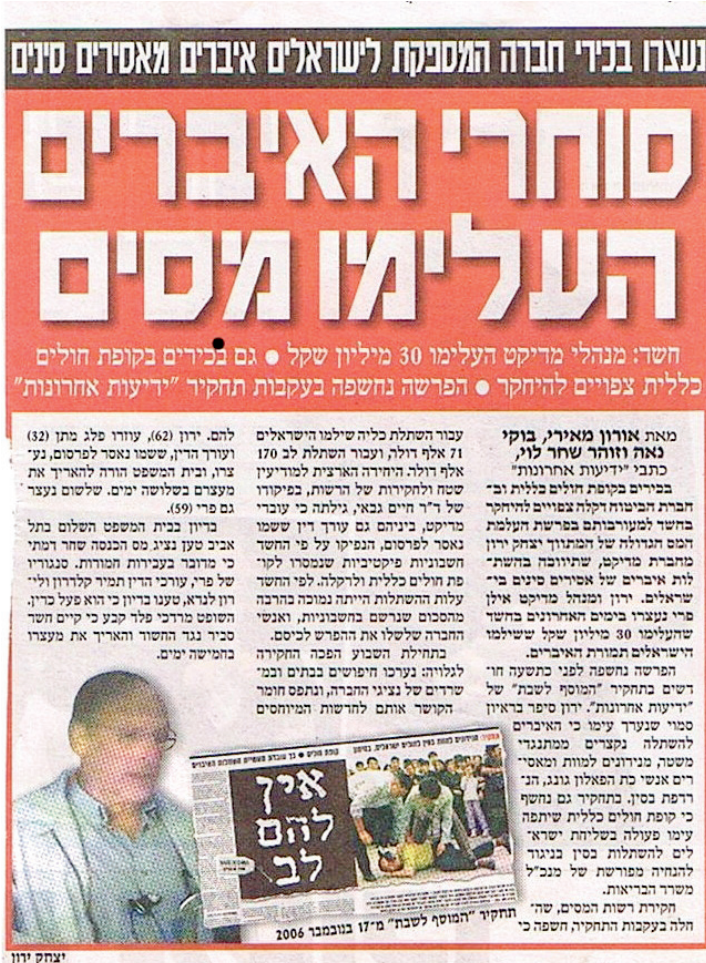 נעצרו בכירי חברה המספקת לישראלים איברים מאסירים סינים
סוחרי האיברים
העלימו מסים
חשד: מנהלי מדיקט העלימו 30 מיליון שקל ● גם בכירים בקופת חולים
כללית צפויים להיחקר ● הפרשה נחשפה בעקבות תחקיר "ידיעות אחרונות"
מאת אורון מאירי, בוקי
נאה וזוהר שחר לוי,
כתבי "ידיעות אחרונות"
בכירים בקופת חולים כללית וב־
חברת הביטוח דקלה צפויים להיחקר
בחשד למעורבותם בפרשת העלמת
המס הגדולה של המתווך יצחק ירון
מחברת מדיקט, שתיווכה בהשת־
לות איברים של אסירים סינים בי־
שראלים. ירון ומנהל מדיקט אילן
פרי נעצרו בימים האחרונים בחשד
שהעלימו 30 מיליון שקל ששילמו
הישראלים תמורת האיברים.
הפרשה נחשפה לפני כתשעה חו־
דשים בתחקיר "המוסף לשבת" של
"ידיעות אחרונות". ירון סיפר בראיון
סמוי שנערך עימו כי האיברים
להשתלה נקצרים ממתנגדי
משטר, מנידונים למוות ומאסי־
רים אנשי כת הפאלון גונג, הנ־
רדפת בסין. בתחקיר גם נחשף
כי קופת חולים כללית שיתפה
עימו פעולה בשליחת ישרא־
לים להשתלות בסין בניגוד
להנחיה מפורשת של מנכ"ל
משרד הבריאות.
חקירת רשות המסים, שה־
חלה בעקבות התחקיר, חשפה כי
עבור השתלת כליה שילמו הישראלים
71 אלף דולר, ועבור השתלת לב 170
אלף דולר. היחידה הארצית למודיעין
שטח ולחקירות של הרשות, בפיקודו
של ד"ר חיים גבאי, גילתה כי עובדי
מדיקט, ביניהם גם עורך דין ששמו
נאסר לפרסום, הנפיקו על פי החשד
חשבוניות פיקטיביות שנמסרו לקו־
פת חולים כללית ולדקלה. לפי החשד
עלות ההשתלות הייתה נמוכה בהרבה
מהסכום שנרשם בחשבוניות, ואנשי
החברה שלשלו את ההפרש לכיסם.
בתחילת השבוע הפכה החקירה
לגלויה: נערכו חיפושים בבתים ובמ־
שרדים של נציגי החברה, ונתפס חומר
הקושר אותם לחדשות המיוחסים
להם. ירון (62), עוזרו פלג מתן (32)
ועורך הדין, ששמו נאסר לפרסום, נע־
צרו, ובית המשפט הורה להאריך את
מעצרם בשלושה ימים. שלשום נעצר
גם פרי (59).
בדיון בבית המשפט השלום בתל
אביב טען נציג מס הכנסה שחר דמתי
כי מדובר בעבירות חמורות. סנגוריו
של פרי, עורכי הדין תמיר קלדרון ולי־
רון לנדא, טענו בדיון כי הוא פעל כדין.
השופט מרדכי פלד קבע כי קיים חשד
סביר נגד החשוד והאריך את מעצרו
בחמישה ימים.
אין
להם
לב
תחקיר "המוסף לשבת" מ־17 בנובמבר 2006
יצחק ירון